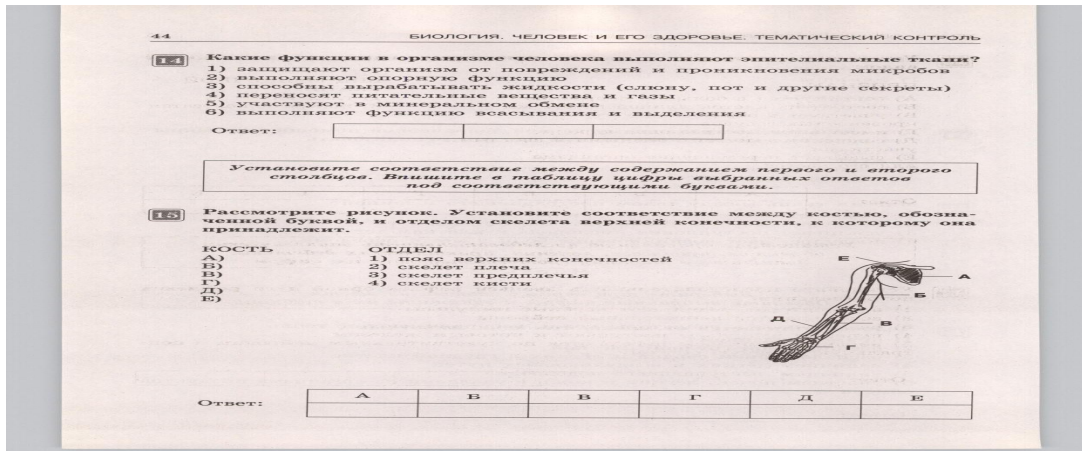 44
БИОЛОГИЯ. ЧЕЛОВЕК И ЕГО ЗДОРОВЬЕ. ТЕМАТИЧЕСКИЙ КОНТРОЛЬ
14 Какие функции в организме человека выполняют эпителиальные ткани?
1) защищают организм от повреждений и проникновения микробов
2) выполняют опорную функцию
3) способны вырабатывать жидкости (слюну, пот и другие секреты)
4) переносят питательные вещества и газы
5) участвуют в минеральном обмене
6) выполняют функцию всасывания и выделения
Ответ:
Установите соответствие между содержанием первого и второго
столбцов. Впишите в таблицу цифры выбранных ответов
под соответствующими буквами.
15 Рассмотрите рисунок. Установите соответствие между костью, обозна-
ченной буквой, и отделом скелета верхней конечности, к которому она
принадлежит.
КОСТЬ ОТДЕЛ
А) 1) пояс верхних конечностей
Б) 2) скелет плеча
В) 3) скелет предплечья
Г) 4) скелет кисти
Д)
Е)
Е
А
Б
Д
В
Г
Ответ:
А Б В Г Д Е